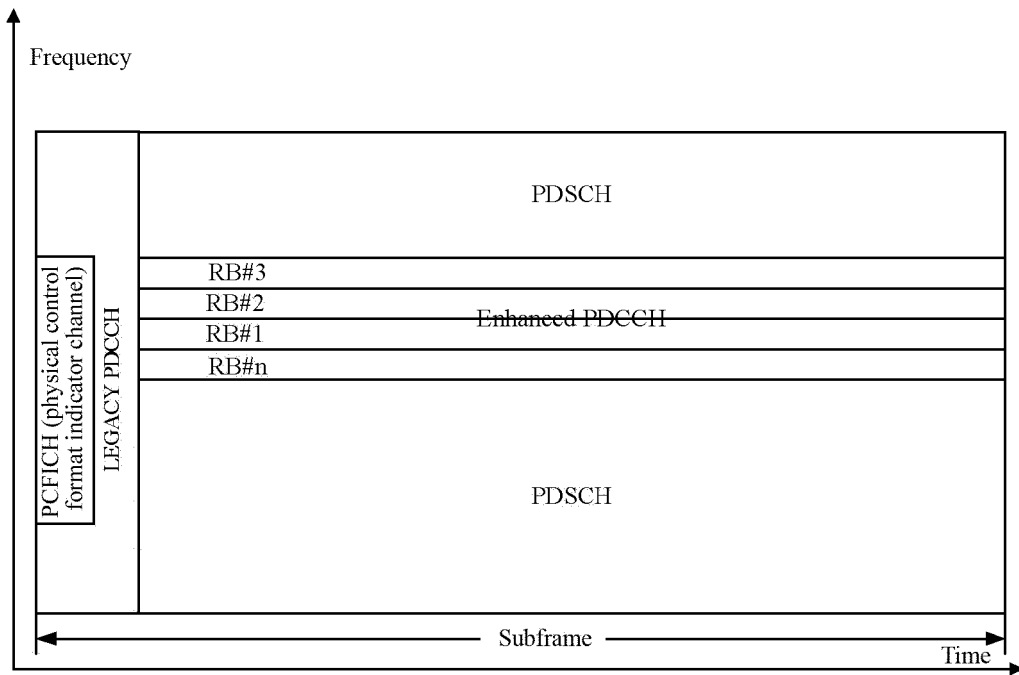 Frequency
PDSCH
RB#3
RB#2
Enhanced PDCCH
RB#1
RB#n
PCFICH (physical control
format indicator channel)
LEGACY PDCCH
PDSCH
Subframe
Time